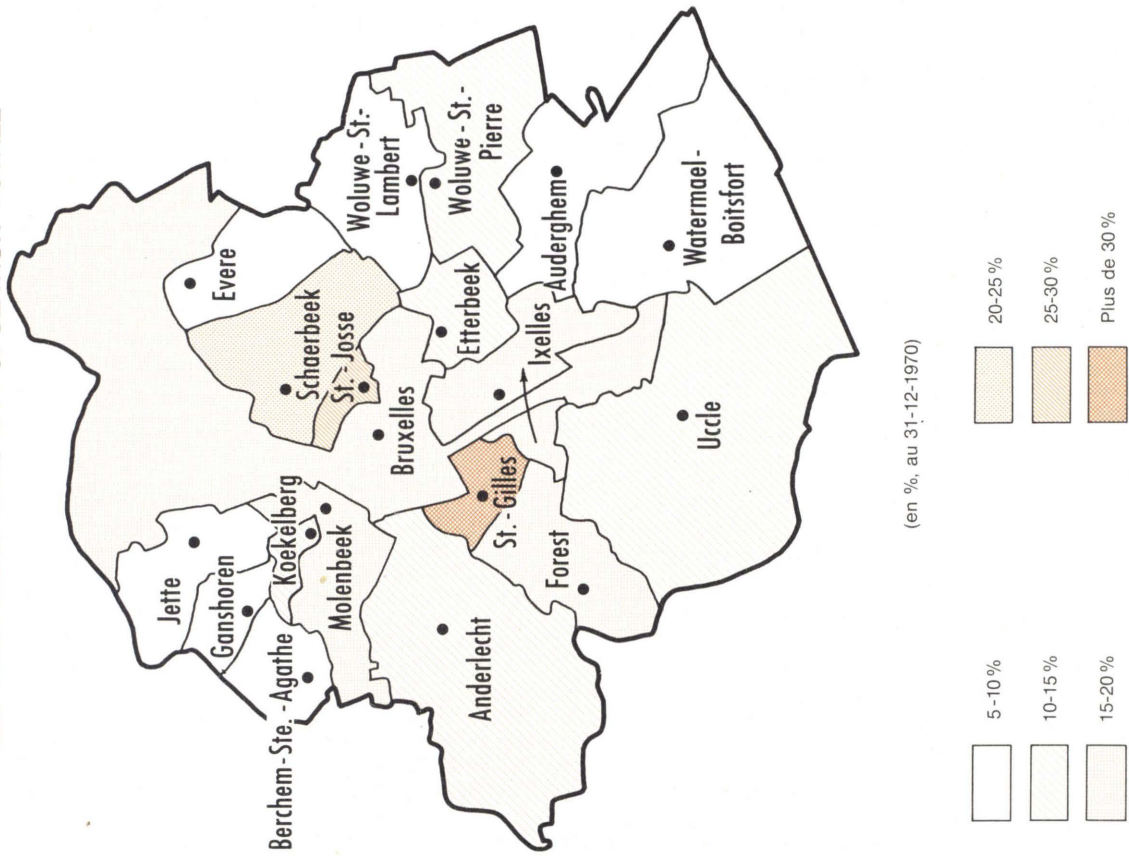 Jette
Ganshoren
Berchem-Ste.-Agathe
Koekelberg
Molenbeek
Anderlecht
Evere
Schaerbeek
St.-Josse
Bruxelles
Woluwe-St.-
Lambert
Woluwe-St.-
Pierre
Etterbeek
Auderghem
Ixelles
Watermael-
Boitsfort
St.-Gilles
Forest
Uccle
(en %, au 31-12-1970)
5-10 %
10-15 %
15-20 %
20-25 %
25-30 %
Plus de 30 %